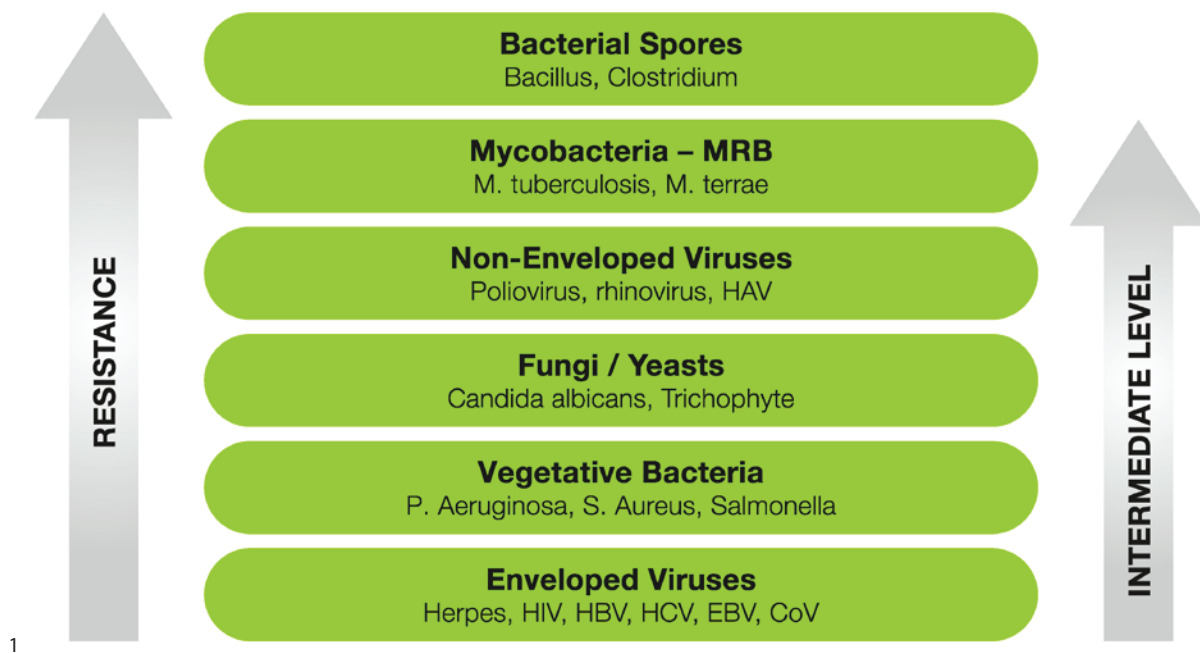 RESISTANCE
Bacterial Spores
Bacillus, Clostridium
Mycobacteria – MRB
M. tuberculosis, M. terrae
Non-Enveloped Viruses
Poliovirus, rhinovirus, HAV
Fungi / Yeasts
Candida albicans, Trichophyte
Vegetative Bacteria
P. Aeruginosa, S. Aureus, Salmonella
Enveloped Viruses
Herpes, HIV, HBV, HCV, EBV, CoV
INTERMEDIATE LEVEL
1